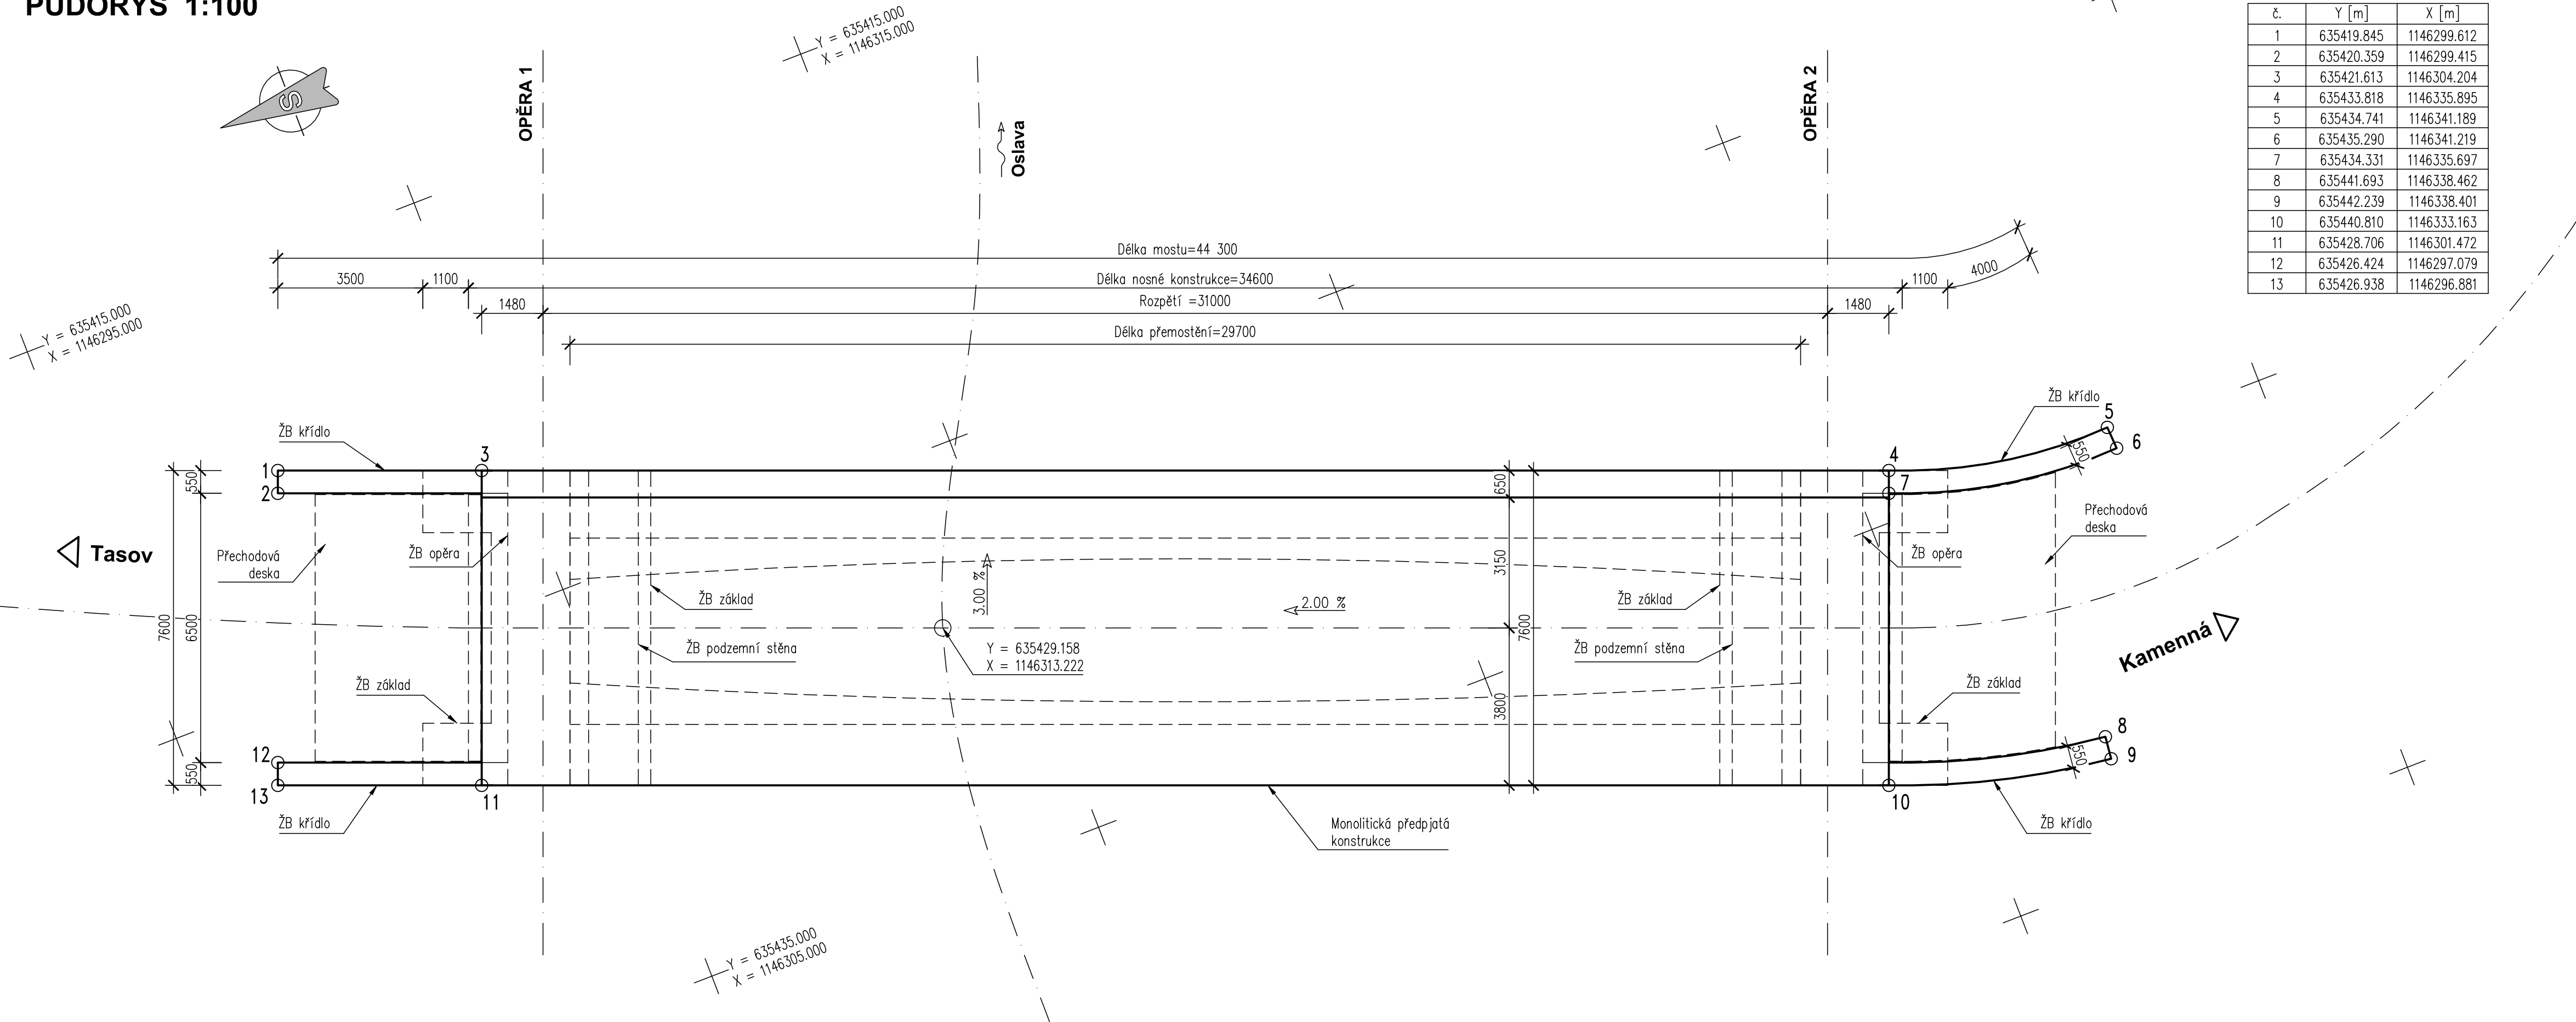 PŮDORYS 1:100
Y = 635415.000
X = 1146315.000
č. Y [m] X [m]
1 635419.845 1146299.612
2 635420.359 1146299.415
3 635421.613 1146304.204
4 635433.818 1146335.895
5 635434.741 1146341.189
6 635435.290 1146341.219
7 635434.331 1146335.697
8 635441.693 1146338.462
9 635442.239 1146338.401
10 635440.810 1146333.163
11 635428.706 1146301.472
12 635426.424 1146297.079
13 635426.938 1146296.881
S
OPĚRA 1
Oslava
OPĚRA 2
Délka mostu=44 300
3500
1100
Délka nosné konstrukce=34600
1100
4000
1480
Rozpětí =31000
1480
Délka přemostění=29700
Y = 635415.000
X = 1146295.000
ŽB křídlo
ŽB křídlo
5
6
1
3
4
2
7
550
550
650
Tasov
Přechodová
deska
ŽB opěra
ŽB opěra
Přechodová
deska
3150
3.00 %
2.00 %
ŽB základ
ŽB základ
7600
6500
7600
ŽB podzemní stěna
Y = 635429.158
X = 1146313.222
ŽB podzemní stěna
Kamenná
ŽB základ
ŽB základ
3800
12
8
9
550
550
13
11
10
ŽB křídlo
Monolitická předpjatá
konstrukce
ŽB křídlo
Y = 635435.000
X = 1146305.000